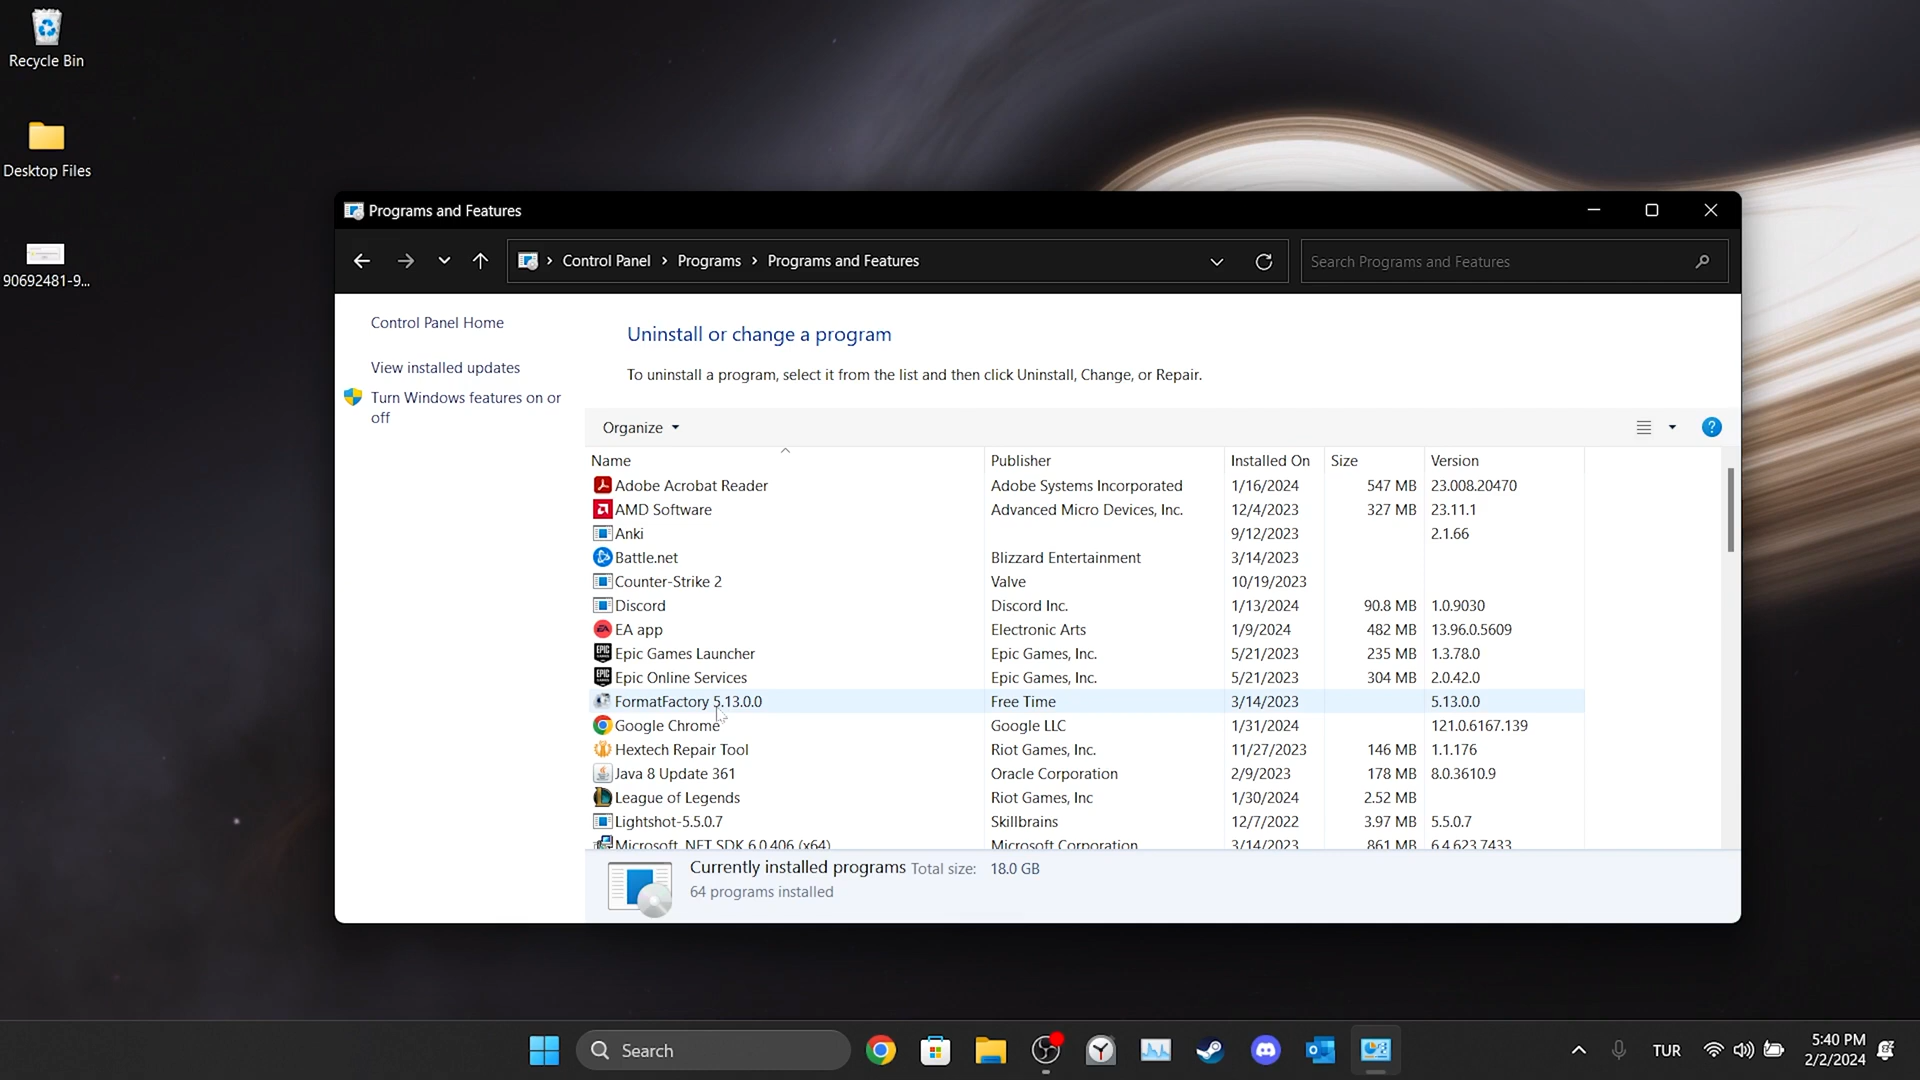 Recycle Bin
Desktop Files
90692481-9...
Programs and Features
Control Panel > Programs > Programs and Features
Search Programs and Features
Control Panel Home
View installed updates
Turn Windows features on or
off
Uninstall or change a program
To uninstall a program, select it from the list and then click Uninstall, Change, or Repair.
Organize
?
Name Publisher Installed On Size Version
Adobe Acrobat Reader Adobe Systems Incorporated 1/16/2024 547 MB 23.008.20470
AMD Software Advanced Micro Devices, Inc. 12/4/2023 327 MB 23.11.1
Anki 9/12/2023 2.1.66
Battle.net Blizzard Entertainment 3/14/2023
Counter-Strike 2 Valve 10/19/2023
Discord Discord Inc. 1/13/2024 90.8 MB 1.0.9030
EA app Electronic Arts 1/9/2024 482 MB 13.96.0.5609
Epic Games Launcher Epic Games, Inc. 5/21/2023 235 MB 1.3.78.0
Epic Online Services Epic Games, Inc. 5/21/2023 304 MB 2.0.42.0
FormatFactory 5.13.0.0 Free Time 3/14/2023 5.13.0.0
Google Chrome Google LLC 1/31/2024 121.0.6167.139
Hextech Repair Tool Riot Games, Inc. 11/27/2023 146 MB 1.1.176
Java 8 Update 361 Oracle Corporation 2/9/2023 178 MB 8.0.3610.9
League of Legends Riot Games, Inc 1/30/2024 2.52 MB
Lightshot-5.5.0.7 Skillbrains 12/7/2022 3.97 MB 5.5.0.7
Microsoft .NET SDK 6.0.406 (x64) Microsoft Corporation 3/14/2023 861 MB 6.4.623.7433
Currently installed programs Total size: 18.0 GB
64 programs installed
Search
TUR
5:40 PM
2/2/2024